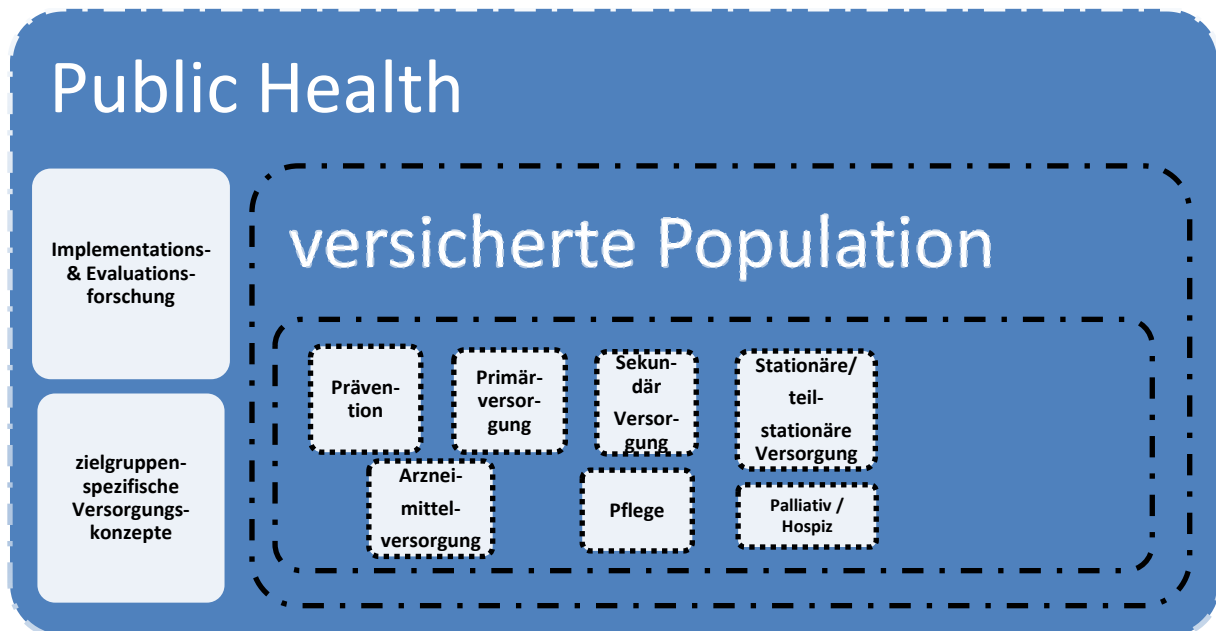 Public Health
Implementations-
& Evaluations-
forschung
zielgruppen-
spezifische
Versorgungs-
konzepte
versicherte Population
Präven-
tion
Primär-
versor-
gung
Sekun-
där
Versor-
gung
Stationäre/
teil-
stationäre
Versorgung
Arznei-
mittel-
versorgung
Pflege
Palliativ /
Hospiz